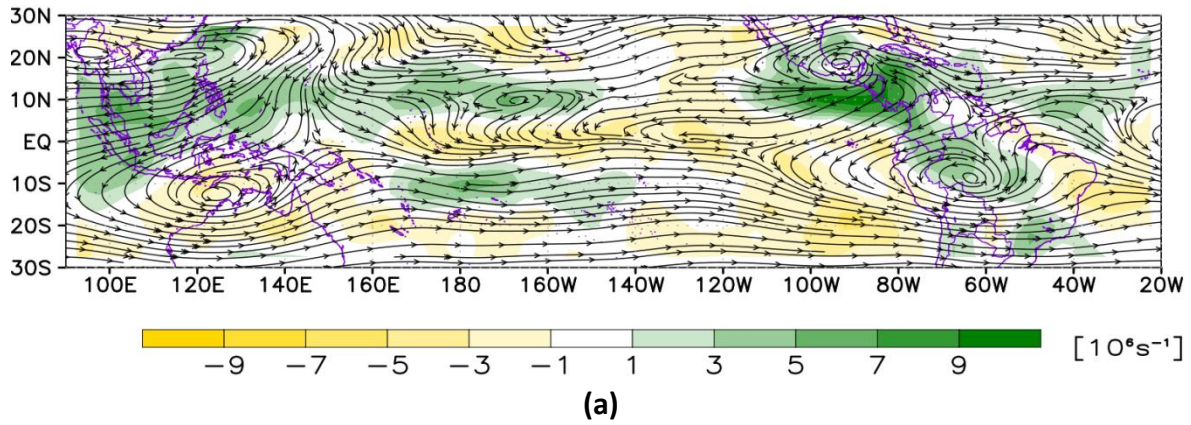 30N
20N
10N
EQ
10S
20S
30S
100E 120E 140E 160E 180 160W 140W 120W 100W 80W 60W 40W 20W
−9 −7 −5 −3 −1 1 3 5 7 9 [10⁶s⁻¹]
(a)